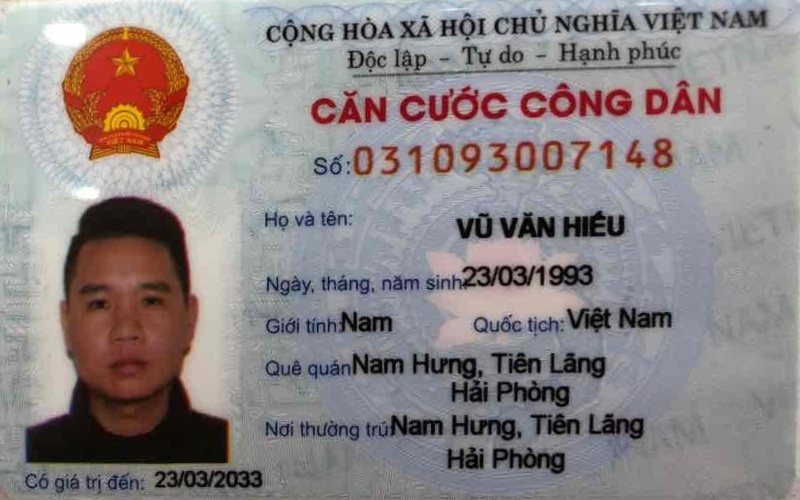 CỘNG HÒA XÃ HỘI CHỦ NGHĨA VIỆT NAM
Độc lập - Tự do - Hạnh phúc
CĂN CƯỚC CÔNG DÂN
Số: 031093007148
Họ và tên: VŨ VĂN HIẾU
Ngày, tháng, năm sinh: 23/03/1993
Giới tính: Nam Quốc tịch: Việt Nam
Quê quán: Nam Hưng, Tiên Lãng
Hải Phòng
Nơi thường trú: Nam Hưng, Tiên Lãng
Hải Phòng
Có giá trị đến: 23/03/2033